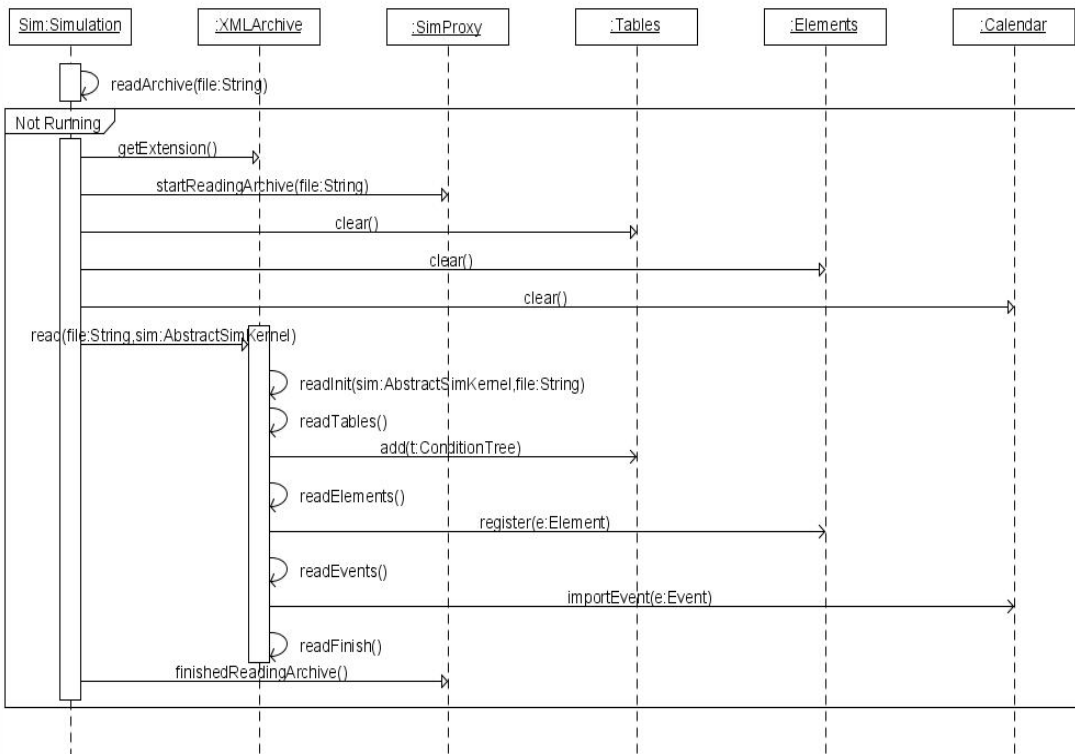 Sim:Simulation :XMLArchive :SimProxy :Tables :Elements :Calendar
readArchive(file:String)
Not Running
getExtension()
startReadingArchive(file:String)
clear()
clear()
clear()
read(file:String,sim:AbstractSimKernel)
readInit(sim:AbstractSimKernel,file:String)
readTables()
add(t:ConditionTree)
readElements()
register(e:Element)
readEvents()
importEvent(e:Event)
readFinish()
finishedReadingArchive()